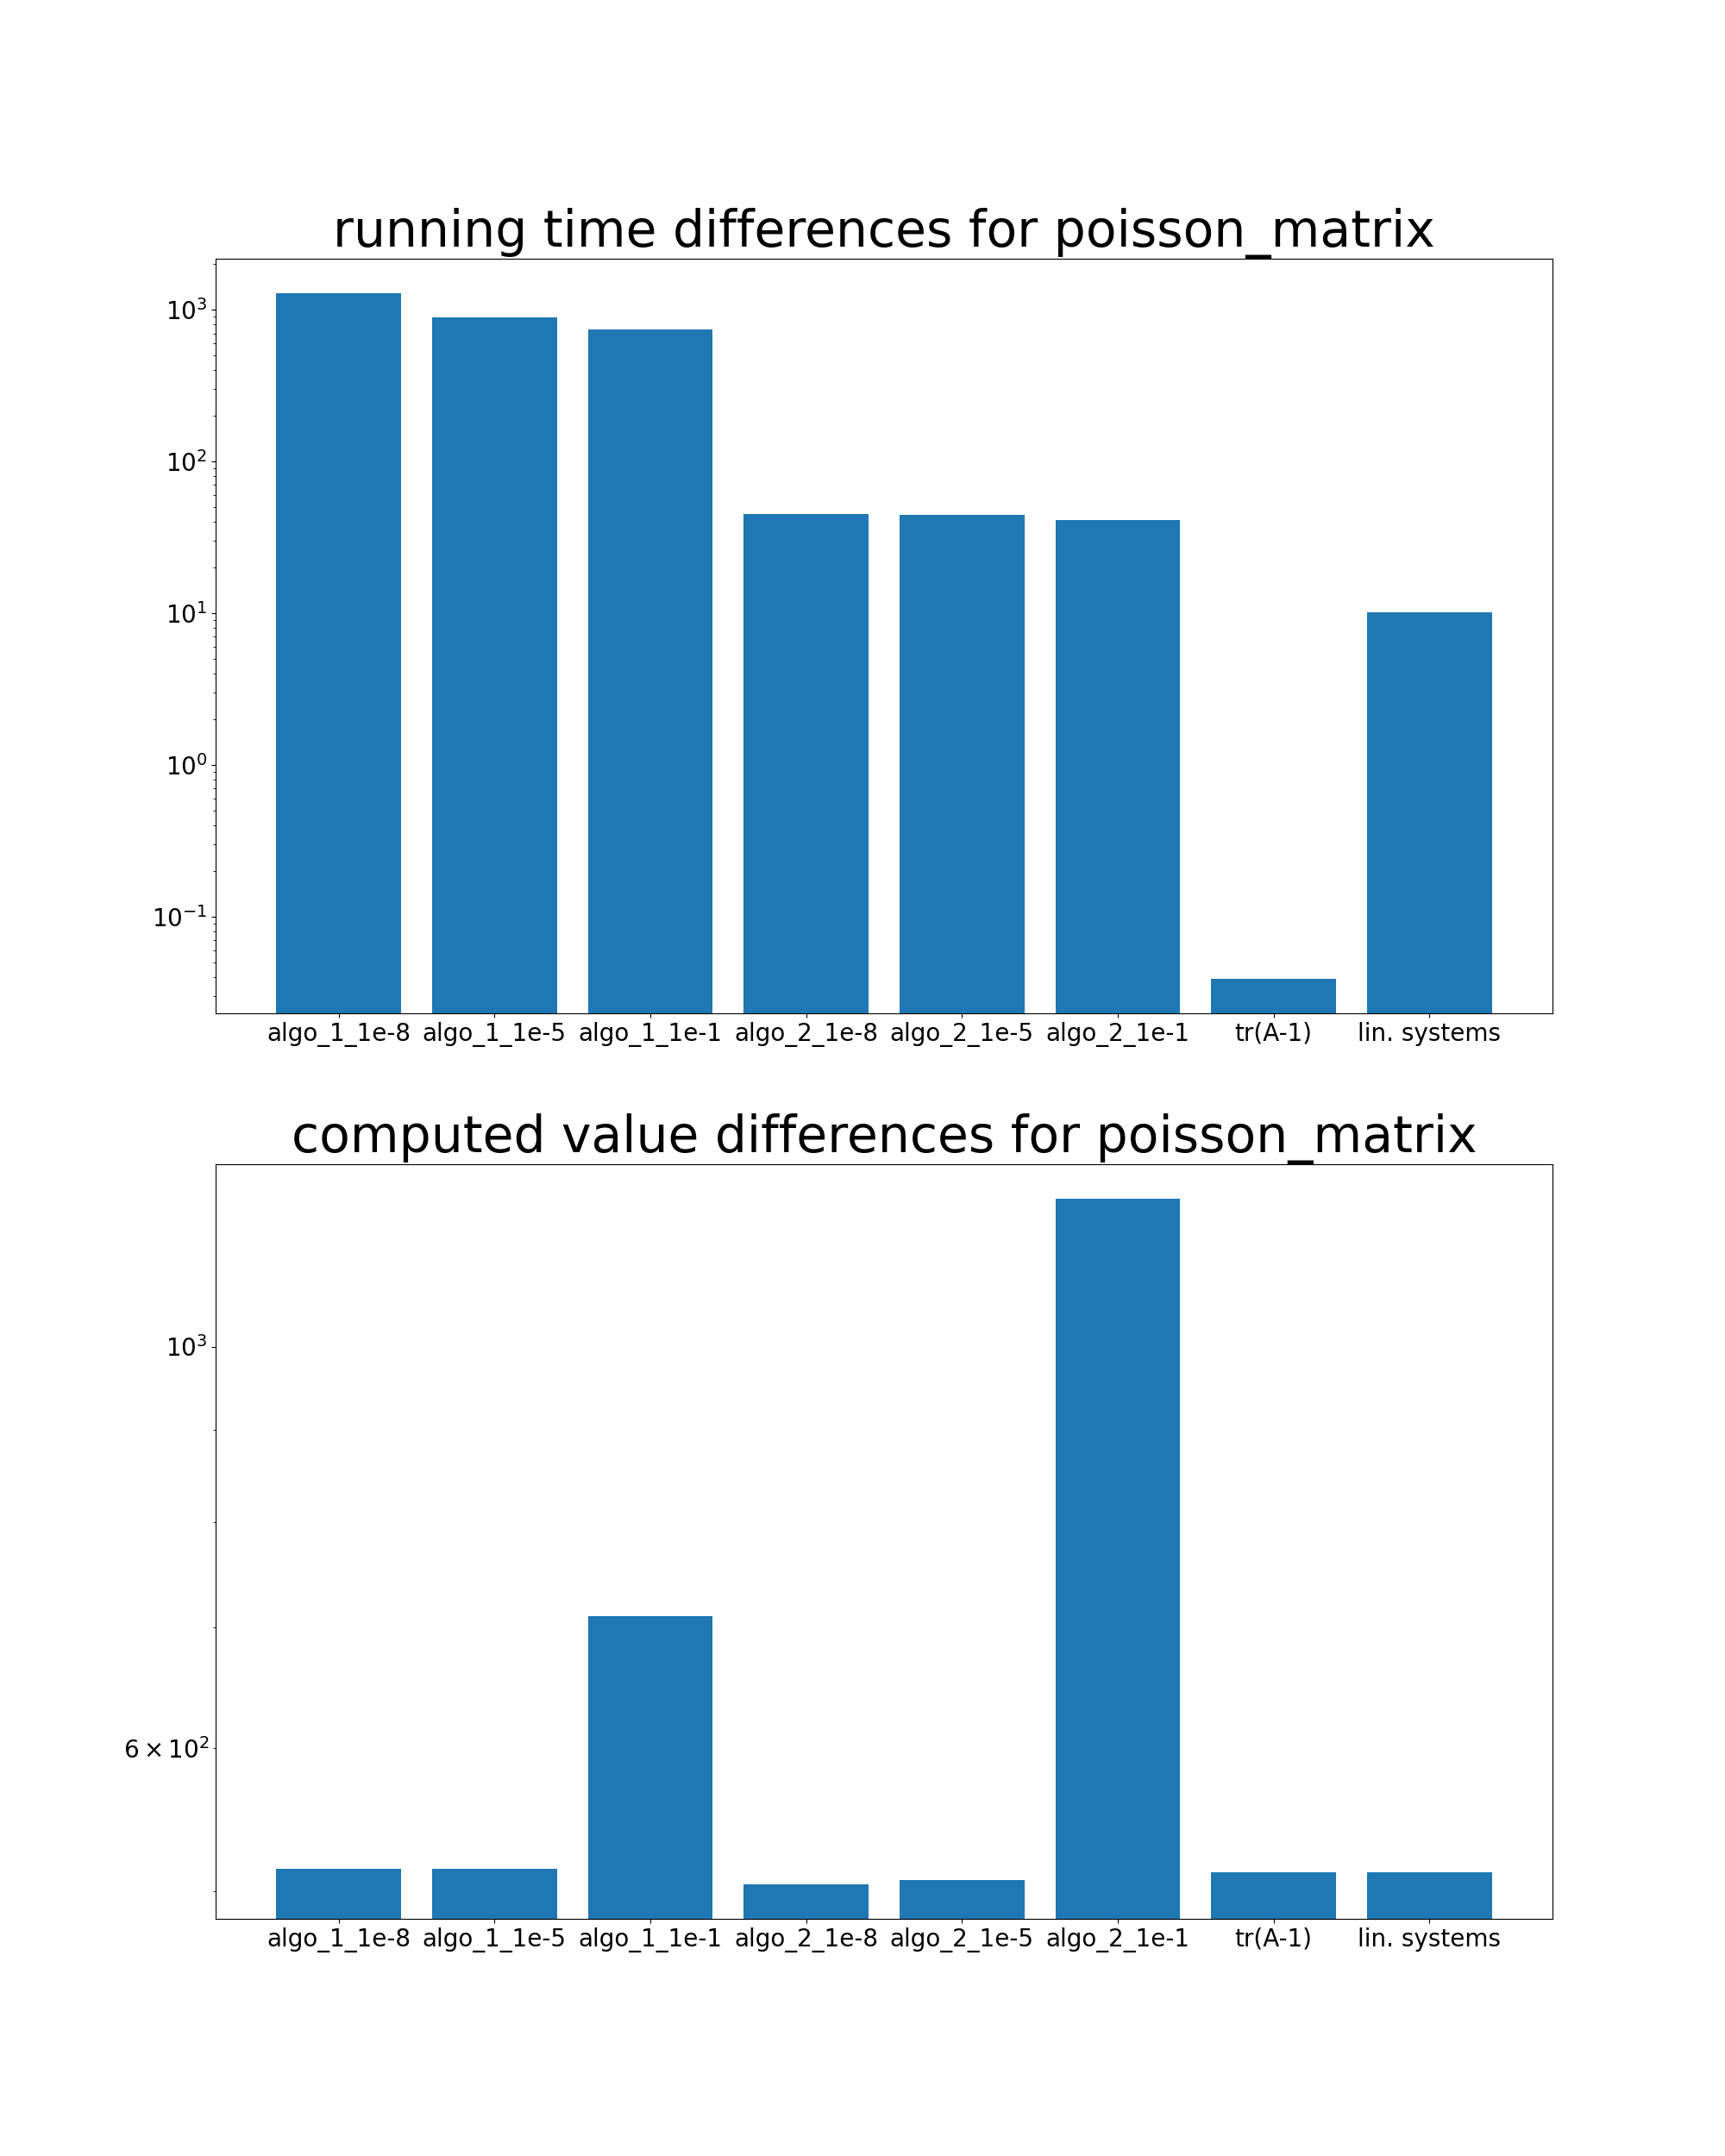 running time differences for poisson_matrix
10³
10²
10¹
10⁰
10⁻¹
algo_1_1e-8 algo_1_1e-5 algo_1_1e-1 algo_2_1e-8 algo_2_1e-5 algo_2_1e-1 tr(A-1) lin. systems
computed value differences for poisson_matrix
10³
6 × 10²
algo_1_1e-8 algo_1_1e-5 algo_1_1e-1 algo_2_1e-8 algo_2_1e-5 algo_2_1e-1 tr(A-1) lin. systems